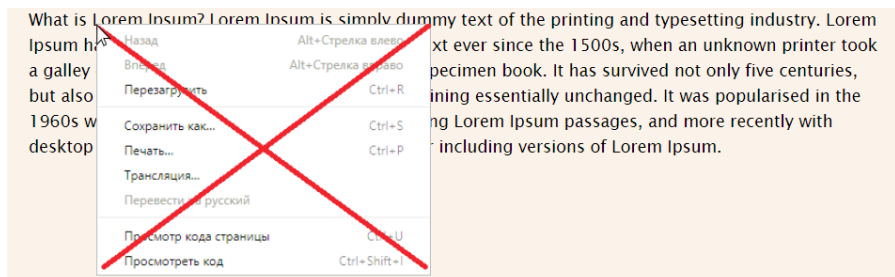 What is Lorem Ipsum? Lorem Ipsum is simply dummy text of the printing and typesetting industry. Lorem
Ipsum ha xt ever since the 1500s, when an unknown printer took
a galley pecimen book. It has survived not only five centuries,
but also ining essentially unchanged. It was popularised in the
1960s w ng Lorem Ipsum passages, and more recently with
desktop r including versions of Lorem Ipsum.
Назад Alt+Стрелка влево
Вперед Alt+Стрелка вправо
Перезагрузить Ctrl+R
Сохранить как... Ctrl+S
Печать... Ctrl+P
Трансляция...
Перевести на русский
Просмотр кода страницы Ctrl+U
Просмотреть код Ctrl+Shift+I